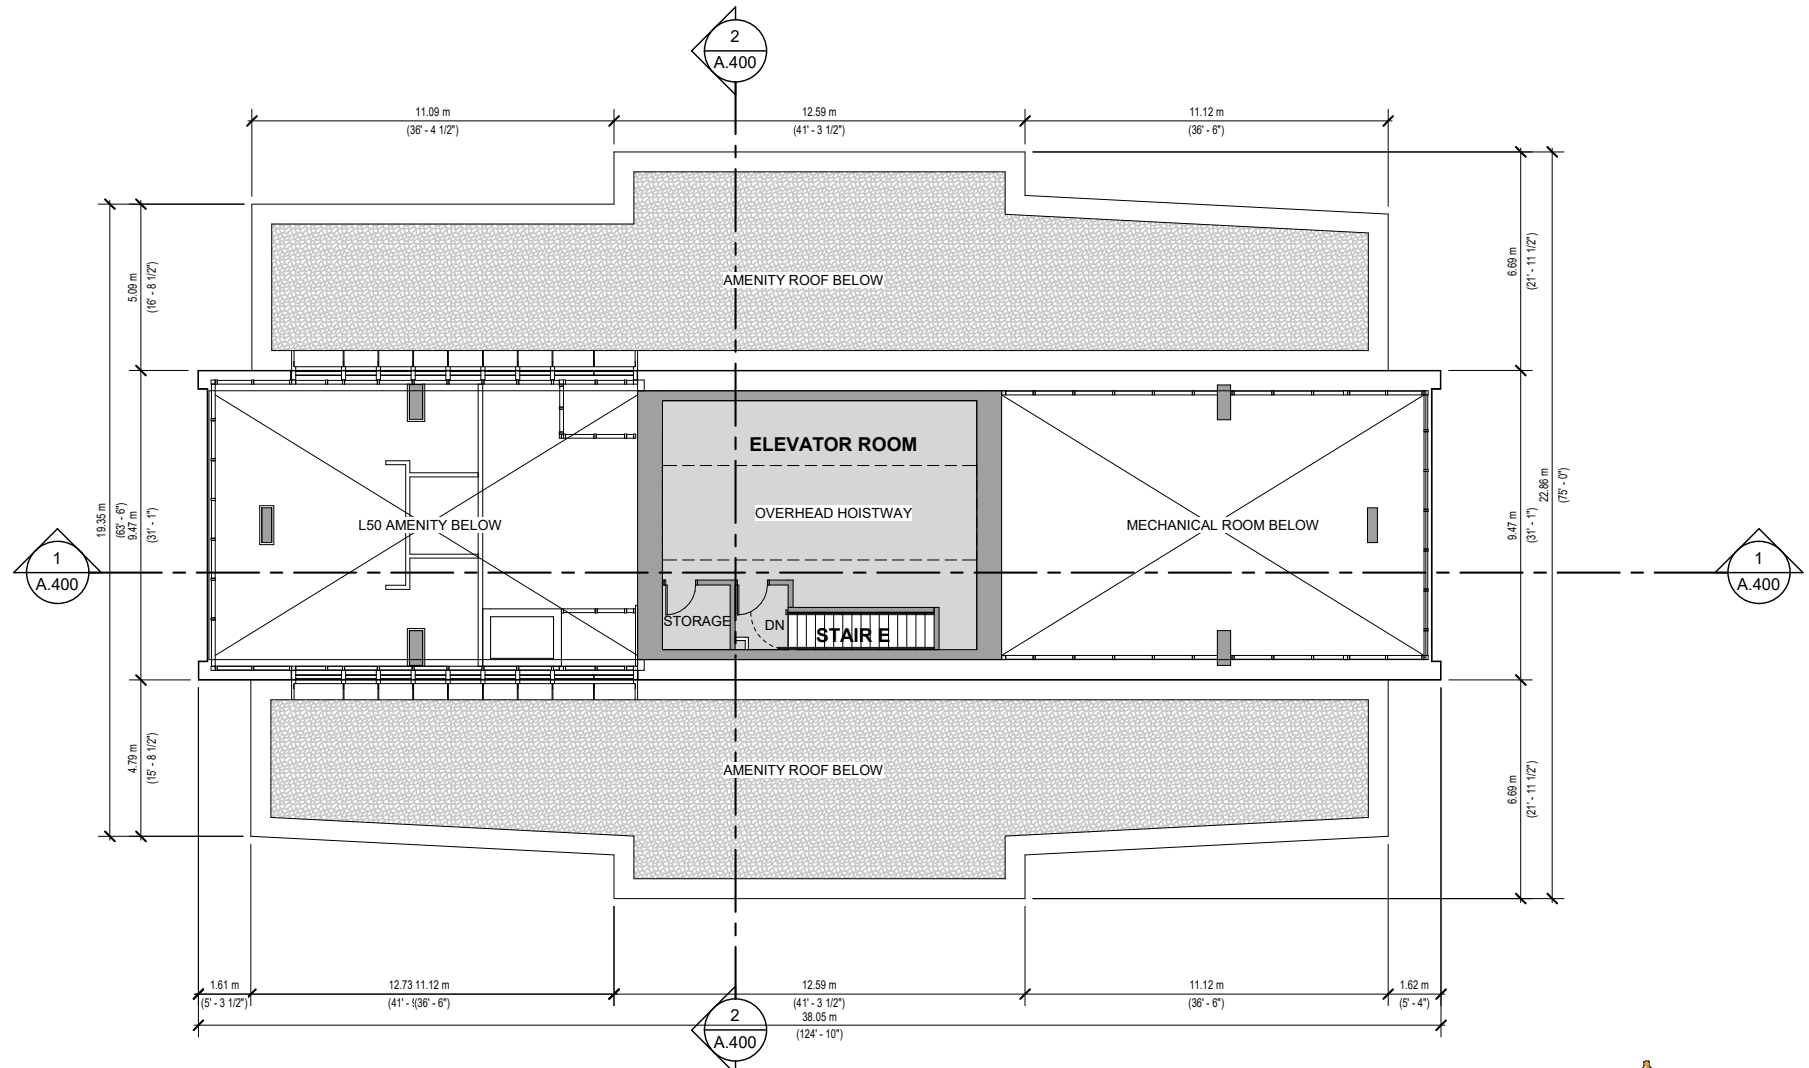 2
A.400
11.09 m
(36' - 4 1/2")
12.59 m
(41' - 3 1/2")
11.12 m
(36' - 6")
19.35 m
(63' - 6")
5.09 m
(16' - 8 1/2")
9.47 m
(31' - 1")
4.79 m
(15' - 8 1/2")
AMENITY ROOF BELOW
6.69 m
(21' - 11 1/2")
9.47 m
(31' - 1")
6.69 m
(21' - 11 1/2")
22.86 m
(75' - 0")
ELEVATOR ROOM
OVERHEAD HOISTWAY
L50 AMENITY BELOW
MECHANICAL ROOM BELOW
1
A.400
1
A.400
STORAGE
DN
STAIR E
AMENITY ROOF BELOW
1.61 m
(5' - 3 1/2")
12.73 11.12 m
(36' - 6")
12.59 m
(41' - 3 1/2")
11.12 m
(36' - 6")
1.62 m
(5' - 4")
38.05 m
(124' - 10")
2
A.400